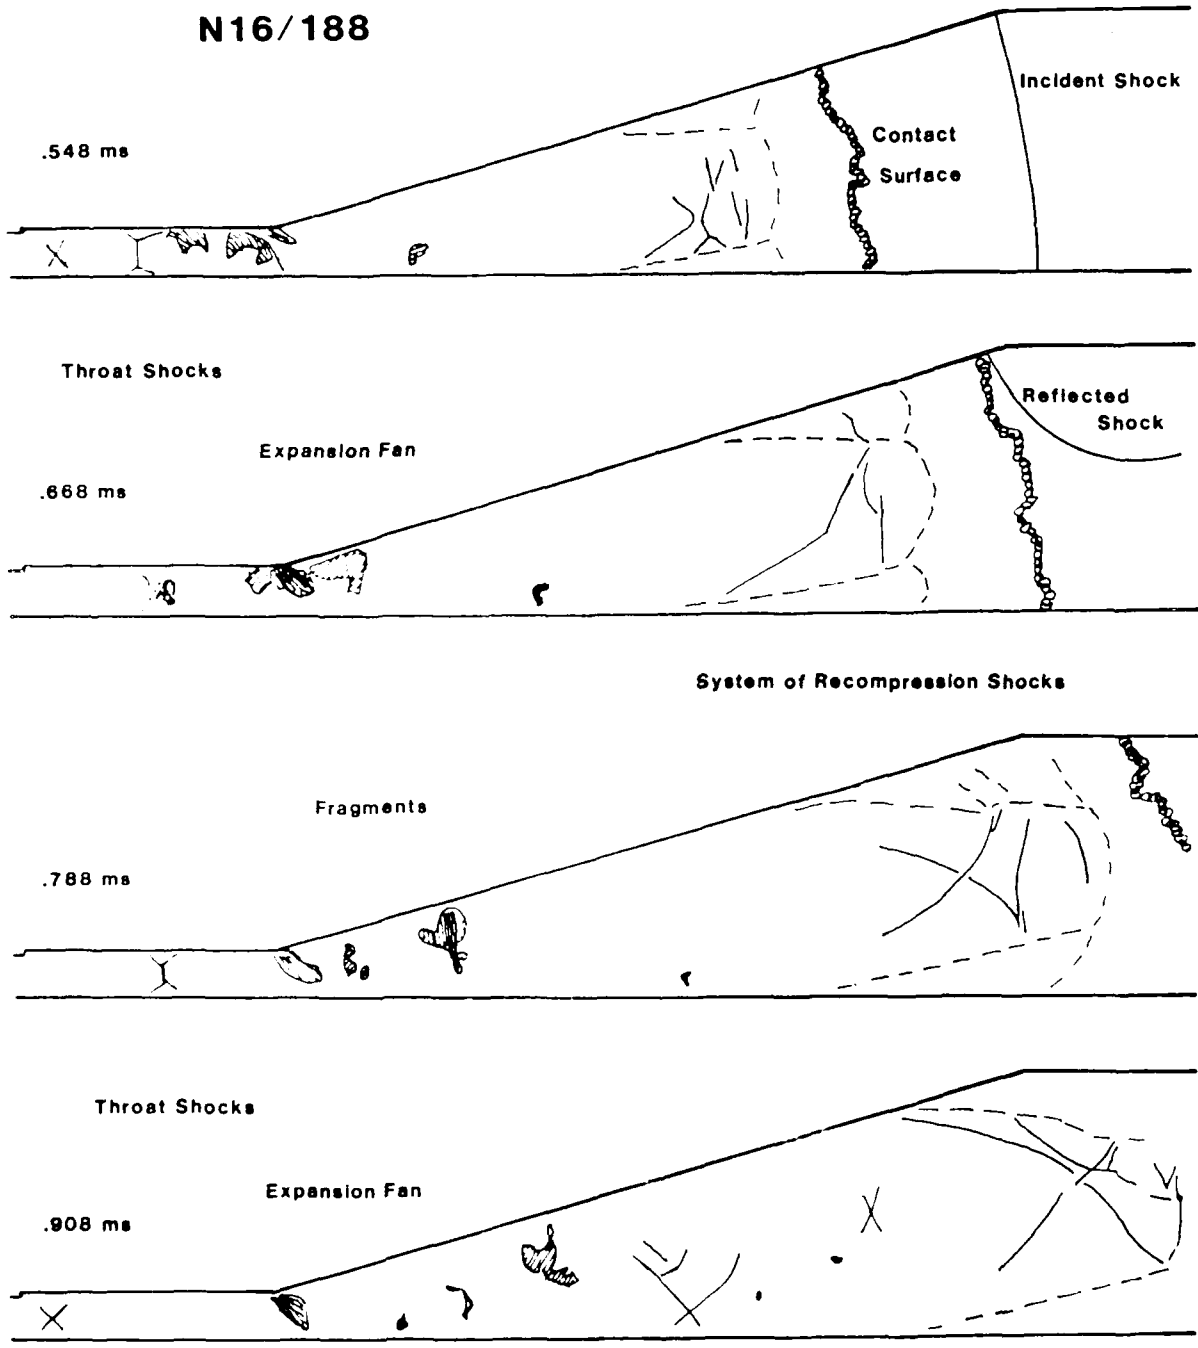 N16/188
Incident Shock
.548 ms
Contact
Surface
Throat Shocks
Reflected
Shock
Expansion Fan
.668 ms
System of Recompression Shocks
Fragments
.788 ms
Throat Shocks
Expansion Fan
.908 ms